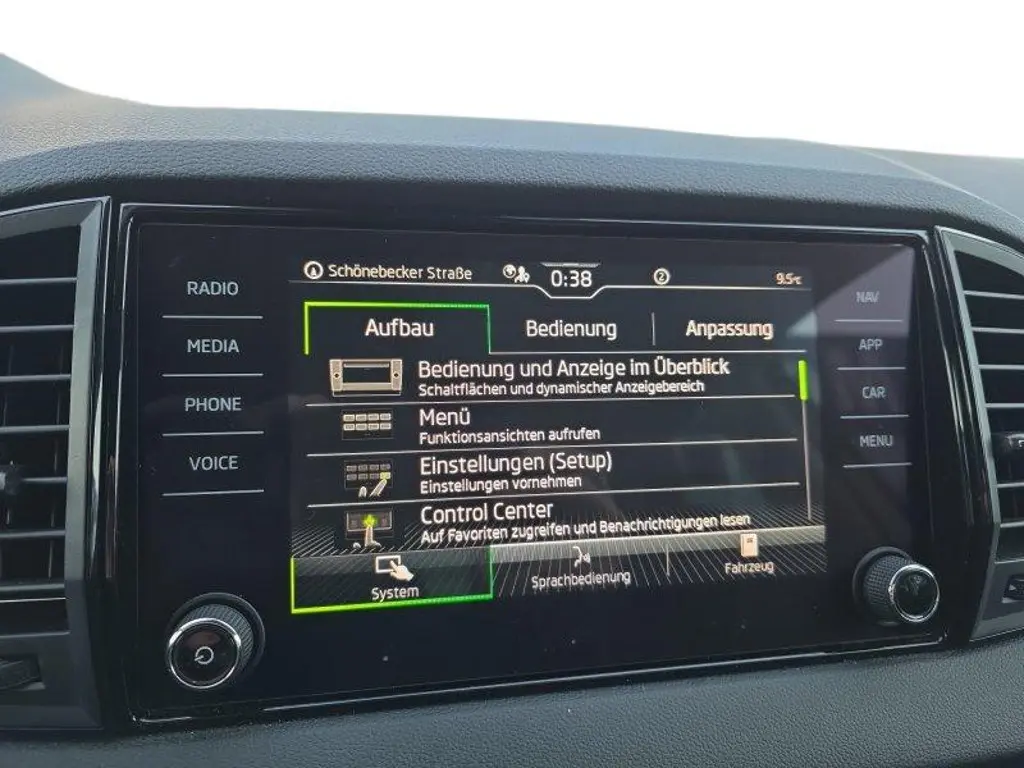 Schönebecker Straße 0:38 2 9.5°C
RADIO
MEDIA
PHONE
VOICE
Aufbau Bedienung Anpassung
Bedienung und Anzeige im Überblick
Schaltflächen und dynamischer Anzeigebereich
Menü
Funktionsansichten aufrufen
Einstellungen (Setup)
Einstellungen vornehmen
Control Center
Auf Favoriten zugreifen und Benachrichtigungen lesen
System Sprachbedienung Fahrzeug
NAV
APP
CAR
MENU